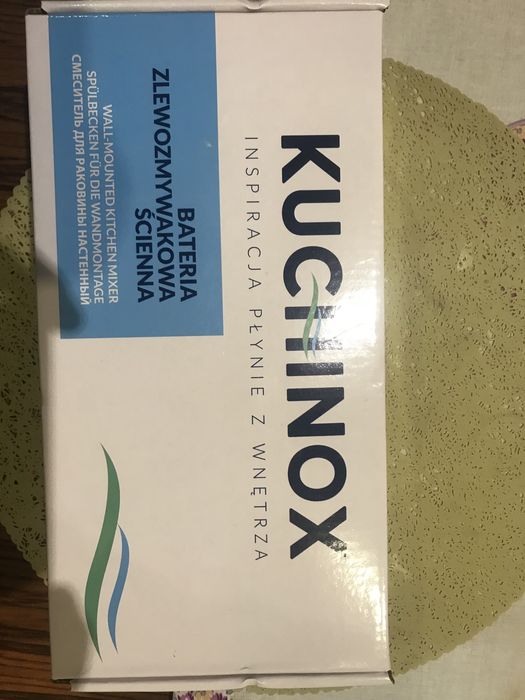 KUCHINOX
INSPIRACJA PŁYNIE Z WNĘTRZA
BATERIA
ZLEWOZMYWAKOWA
ŚCIENNA
WALL-MOUNTED KITCHEN MIXER
SPÜLBECKEN FÜR DIE WANDMONTAGE
СМЕСИТЕЛЬ ДЛЯ РАКОВИНЫ НАСТЕННЫЙ